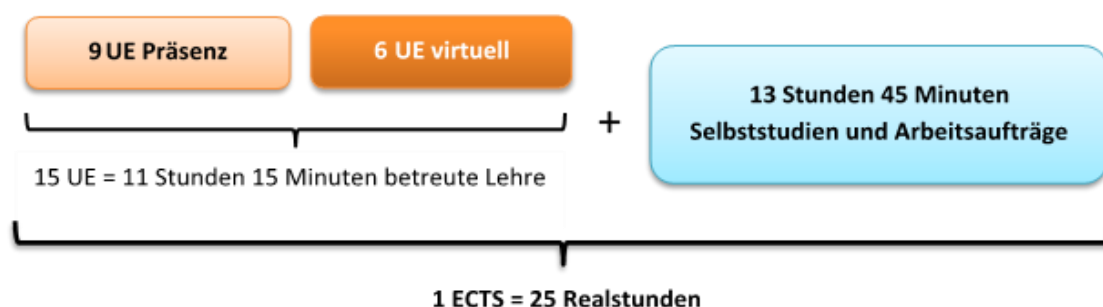 9 UE Präsenz
6 UE virtuell
+
13 Stunden 45 Minuten
Selbststudien und Arbeitsaufträge
15 UE = 11 Stunden 15 Minuten betreute Lehre
1 ECTS = 25 Realstunden